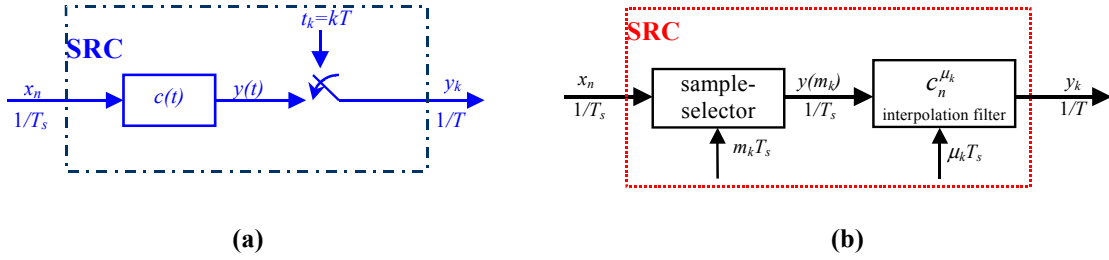 t_k=kT
SRC
x_n
1/T_s
c(t)
y(t)
y_k
1/T
(a)
SRC
x_n
1/T_s
sample-
selector
y(m_k)
1/T_s
c_n^{μ_k}
interpolation filter
y_k
1/T
m_kT_s
μ_kT_s
(b)